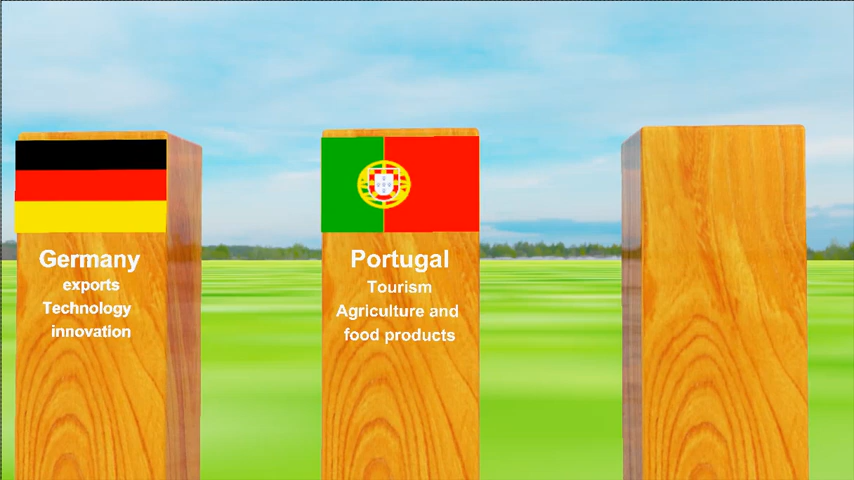 Germany
exports
Technology
innovation
Portugal
Tourism
Agriculture and
food products